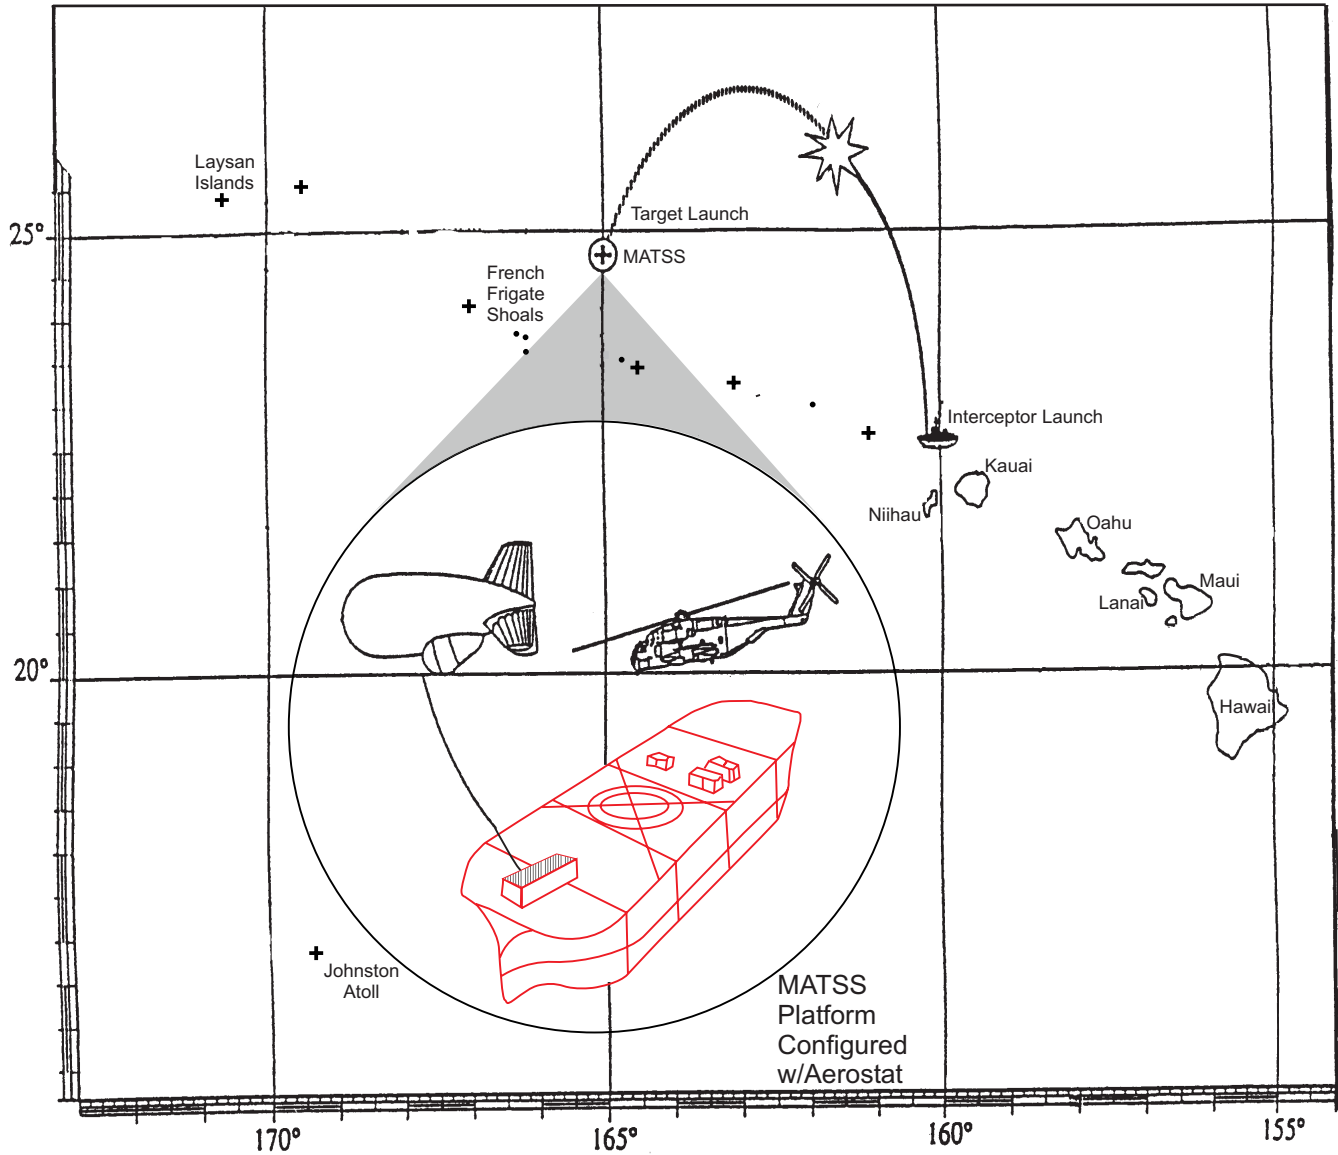 Laysan
Islands
Target Launch
25°
MATSS
French
Frigate
Shoals
Interceptor Launch
Kauai
Niihau
Oahu
Maui
Lanai
20°
Hawaii
Johnston
Atoll
MATSS
Platform
Configured
w/Aerostat
170°
165°
160°
155°